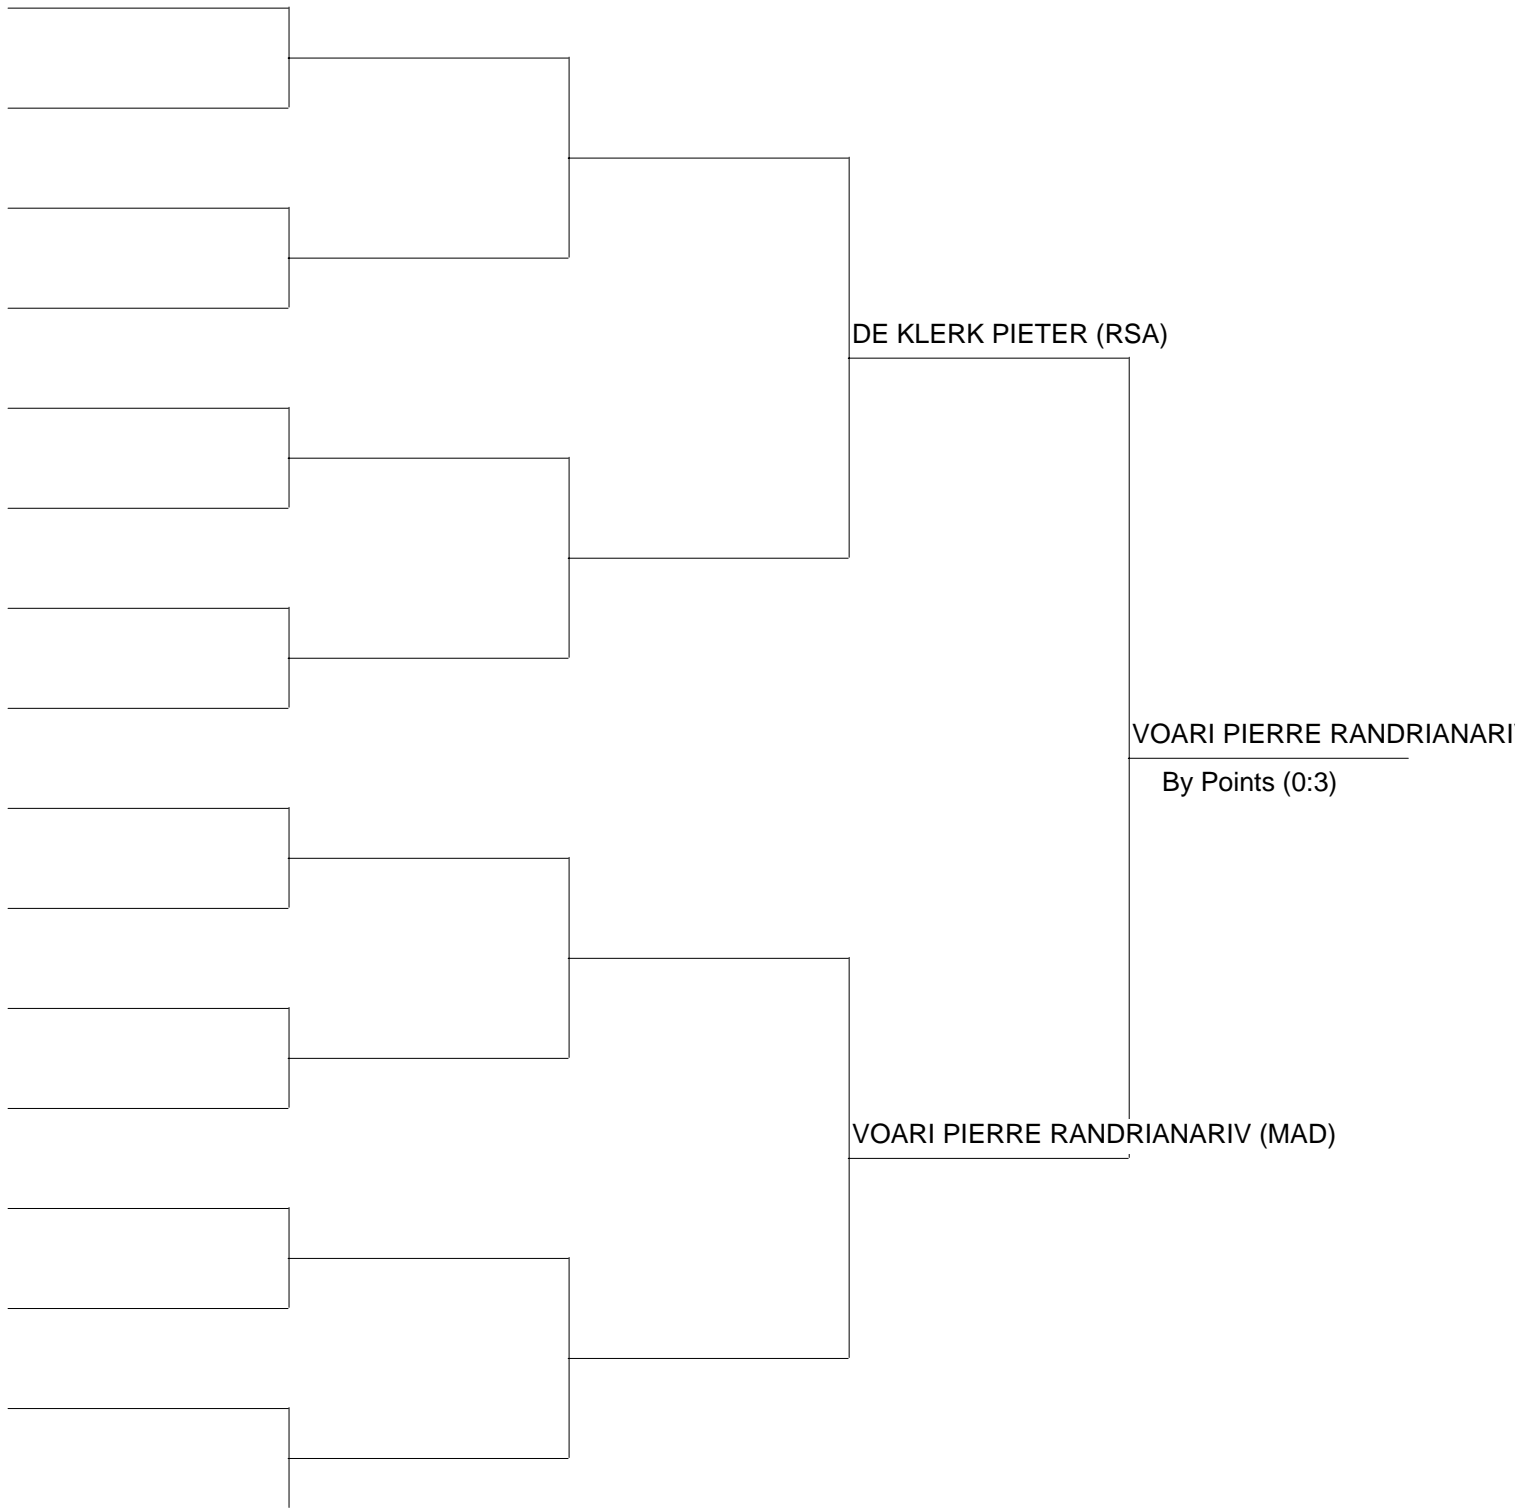 DE KLERK PIETER (RSA)
VOARI PIERRE RANDRIANARI
By Points (0:3)
VOARI PIERRE RANDRIANARIV (MAD)